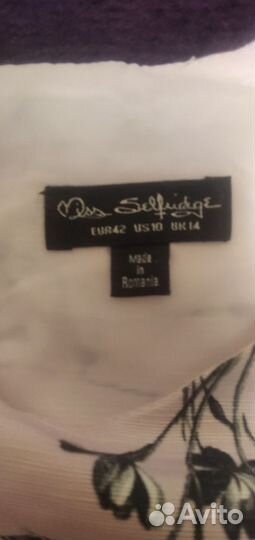 Miss Selfridge
EUR42 US10 UK14
Made
in
Romania
Avito